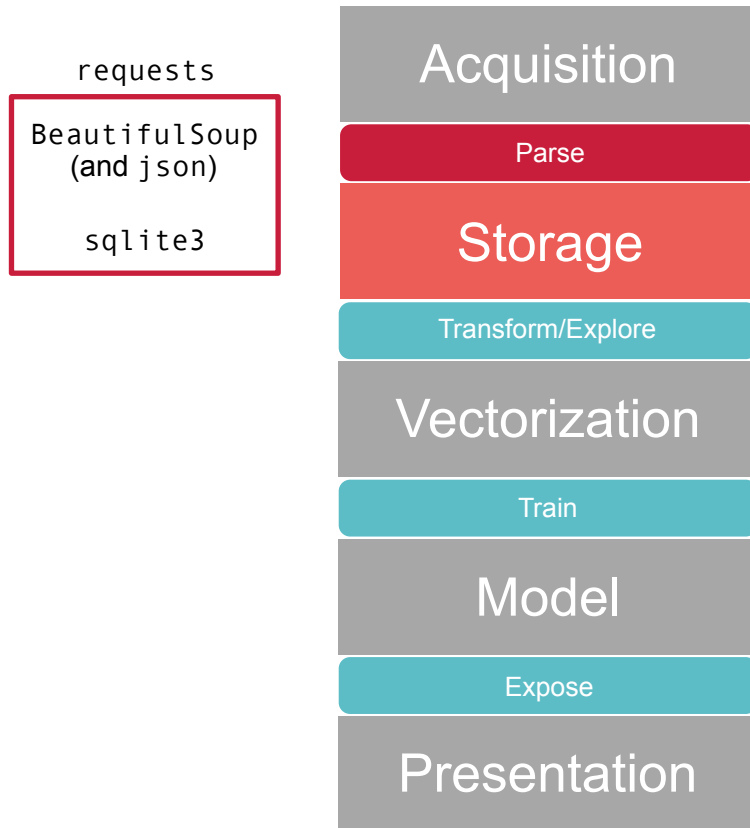 requests
BeautifulSoup
(and json)
sqlite3
Acquisition
Parse
Storage
Transform/Explore
Vectorization
Train
Model
Expose
Presentation